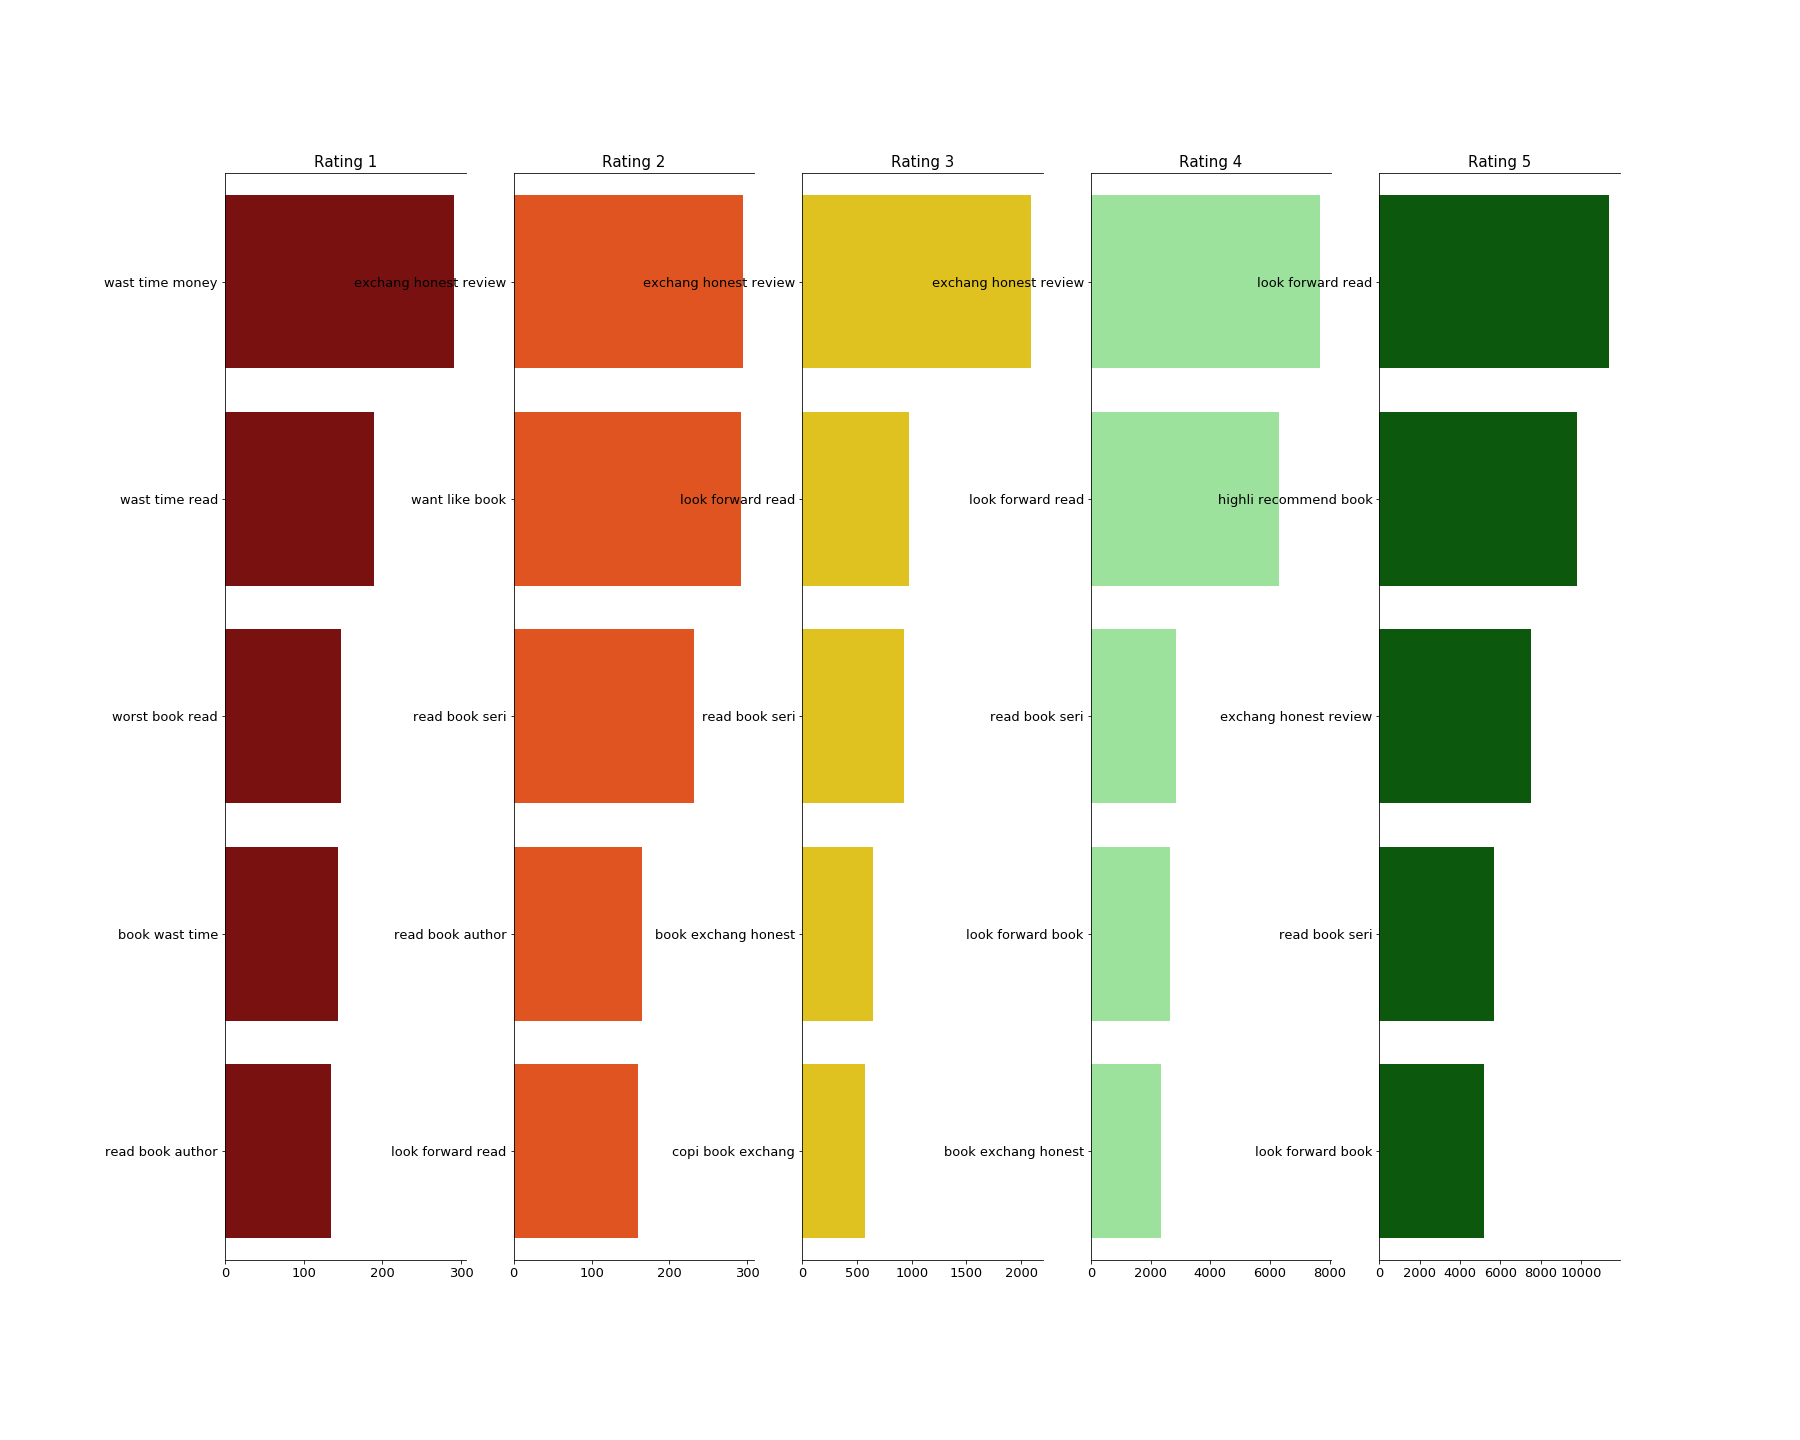 Rating 1
Rating 2
Rating 3
Rating 4
Rating 5
wast time money
exchang honest review
exchang honest review
exchang honest review
look forward read
wast time read
want like book
look forward read
look forward read
highli recommend book
worst book read
read book seri
read book seri
read book seri
exchang honest review
book wast time
read book author
book exchang honest
look forward book
read book seri
read book author
look forward read
copi book exchang
book exchang honest
look forward book
0 100 200 300
0 100 200 300
0 500 1000 1500 2000
0 2000 4000 6000 8000
0 2000 4000 6000 8000 10000